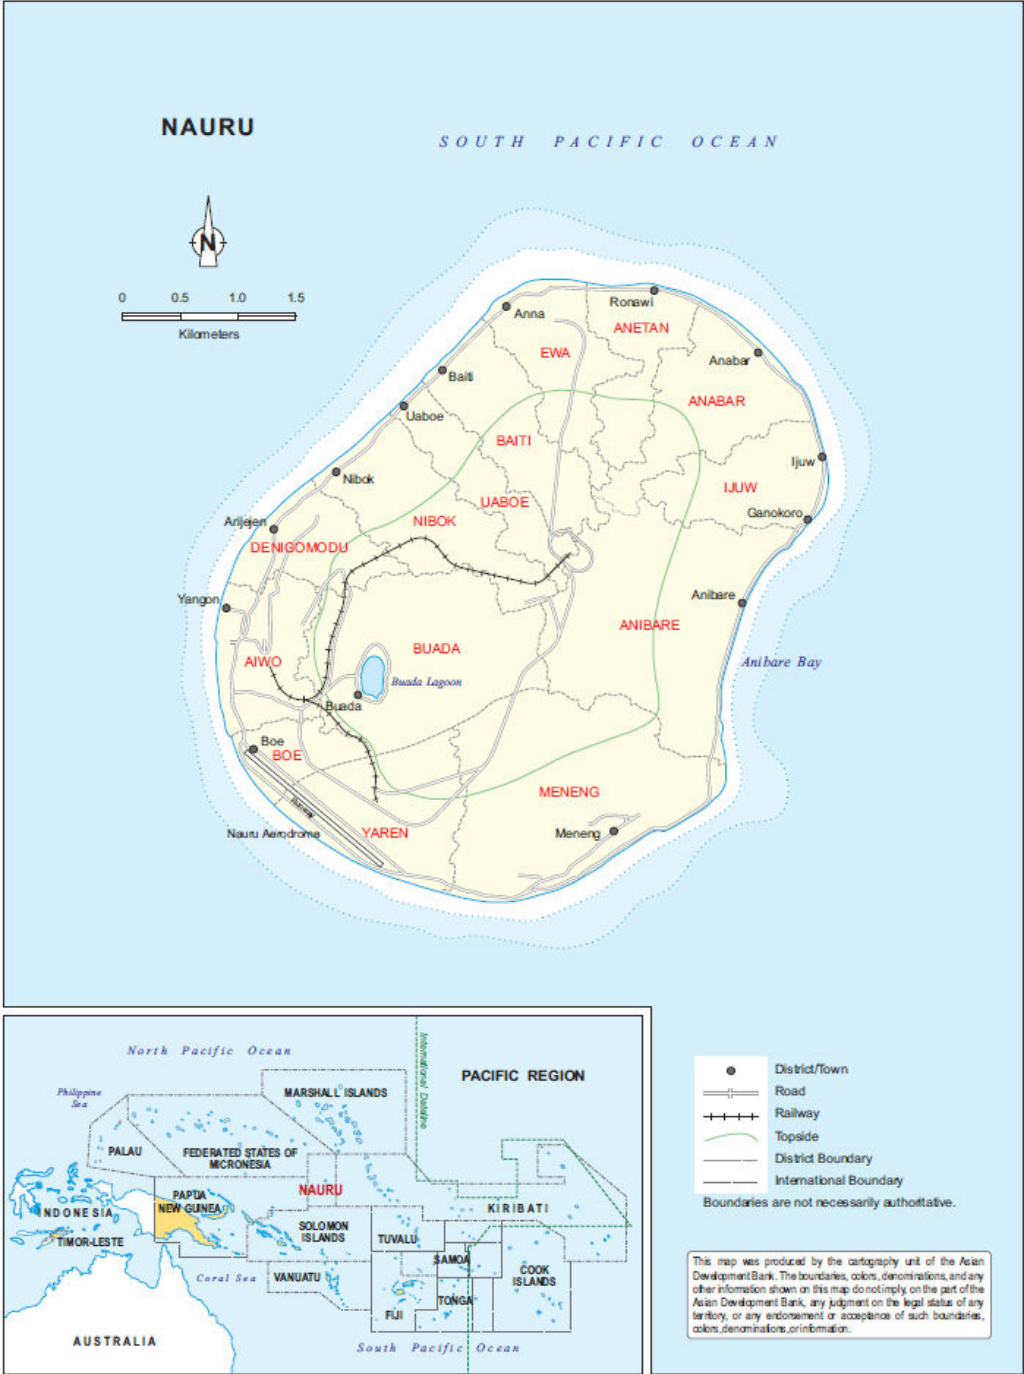 NAURU
SOUTH PACIFIC OCEAN
N
0 0.5 1.0 1.5
Kilometers
Ronawi
Anna
ANETAN
EWA
Anabar
Baiti
ANABAR
Uaboe
BAITI
Ijuw
Nibok
IJUW
UABOE
Ganokoro
NIBOK
Arijejen
DENIGOMODU
Anibare
Yangon
ANIBARE
BUADA
AIWO
Anibare Bay
Buada Lagoon
Buada
Boe
BOE
MENENG
Runway
Nauru Aerodrome
YAREN
Meneng
North Pacific Ocean
International Dateline
PACIFIC REGION
Philippine
Sea
MARSHALL ISLANDS
PALAU
FEDERATED STATES OF
MICRONESIA
NAURU
PAPUA
NEW GUINEA
KIRIBATI
INDONESIA
SOLOMON
ISLANDS
TUVALU
TIMOR-LESTE
SAMOA
COOK
ISLANDS
Coral Sea
VANUATU
TONGA
FIJI
AUSTRALIA
South Pacific Ocean
District/Town
Road
Railway
Topside
District Boundary
International Boundary
Boundaries are not necessarily authoritative.
This map was produced by the cartography unit of the Asian
Development Bank. The boundaries, colors, denominations, and any
other information shown on this map do not imply, on the part of the
Asian Development Bank, any judgment on the legal status of any
territory, or any endorsement or acceptance of such boundaries,
colors, denominations, or information.